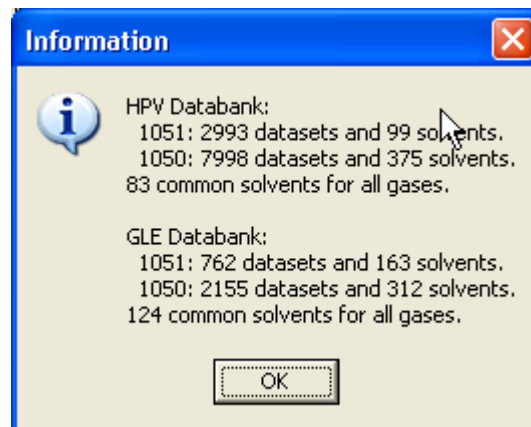 Information
HPV Databank:
1051: 2993 datasets and 99 solvents.
1050: 7998 datasets and 375 solvents.
83 common solvents for all gases.
GLE Databank:
1051: 762 datasets and 163 solvents.
1050: 2155 datasets and 312 solvents.
124 common solvents for all gases.
OK